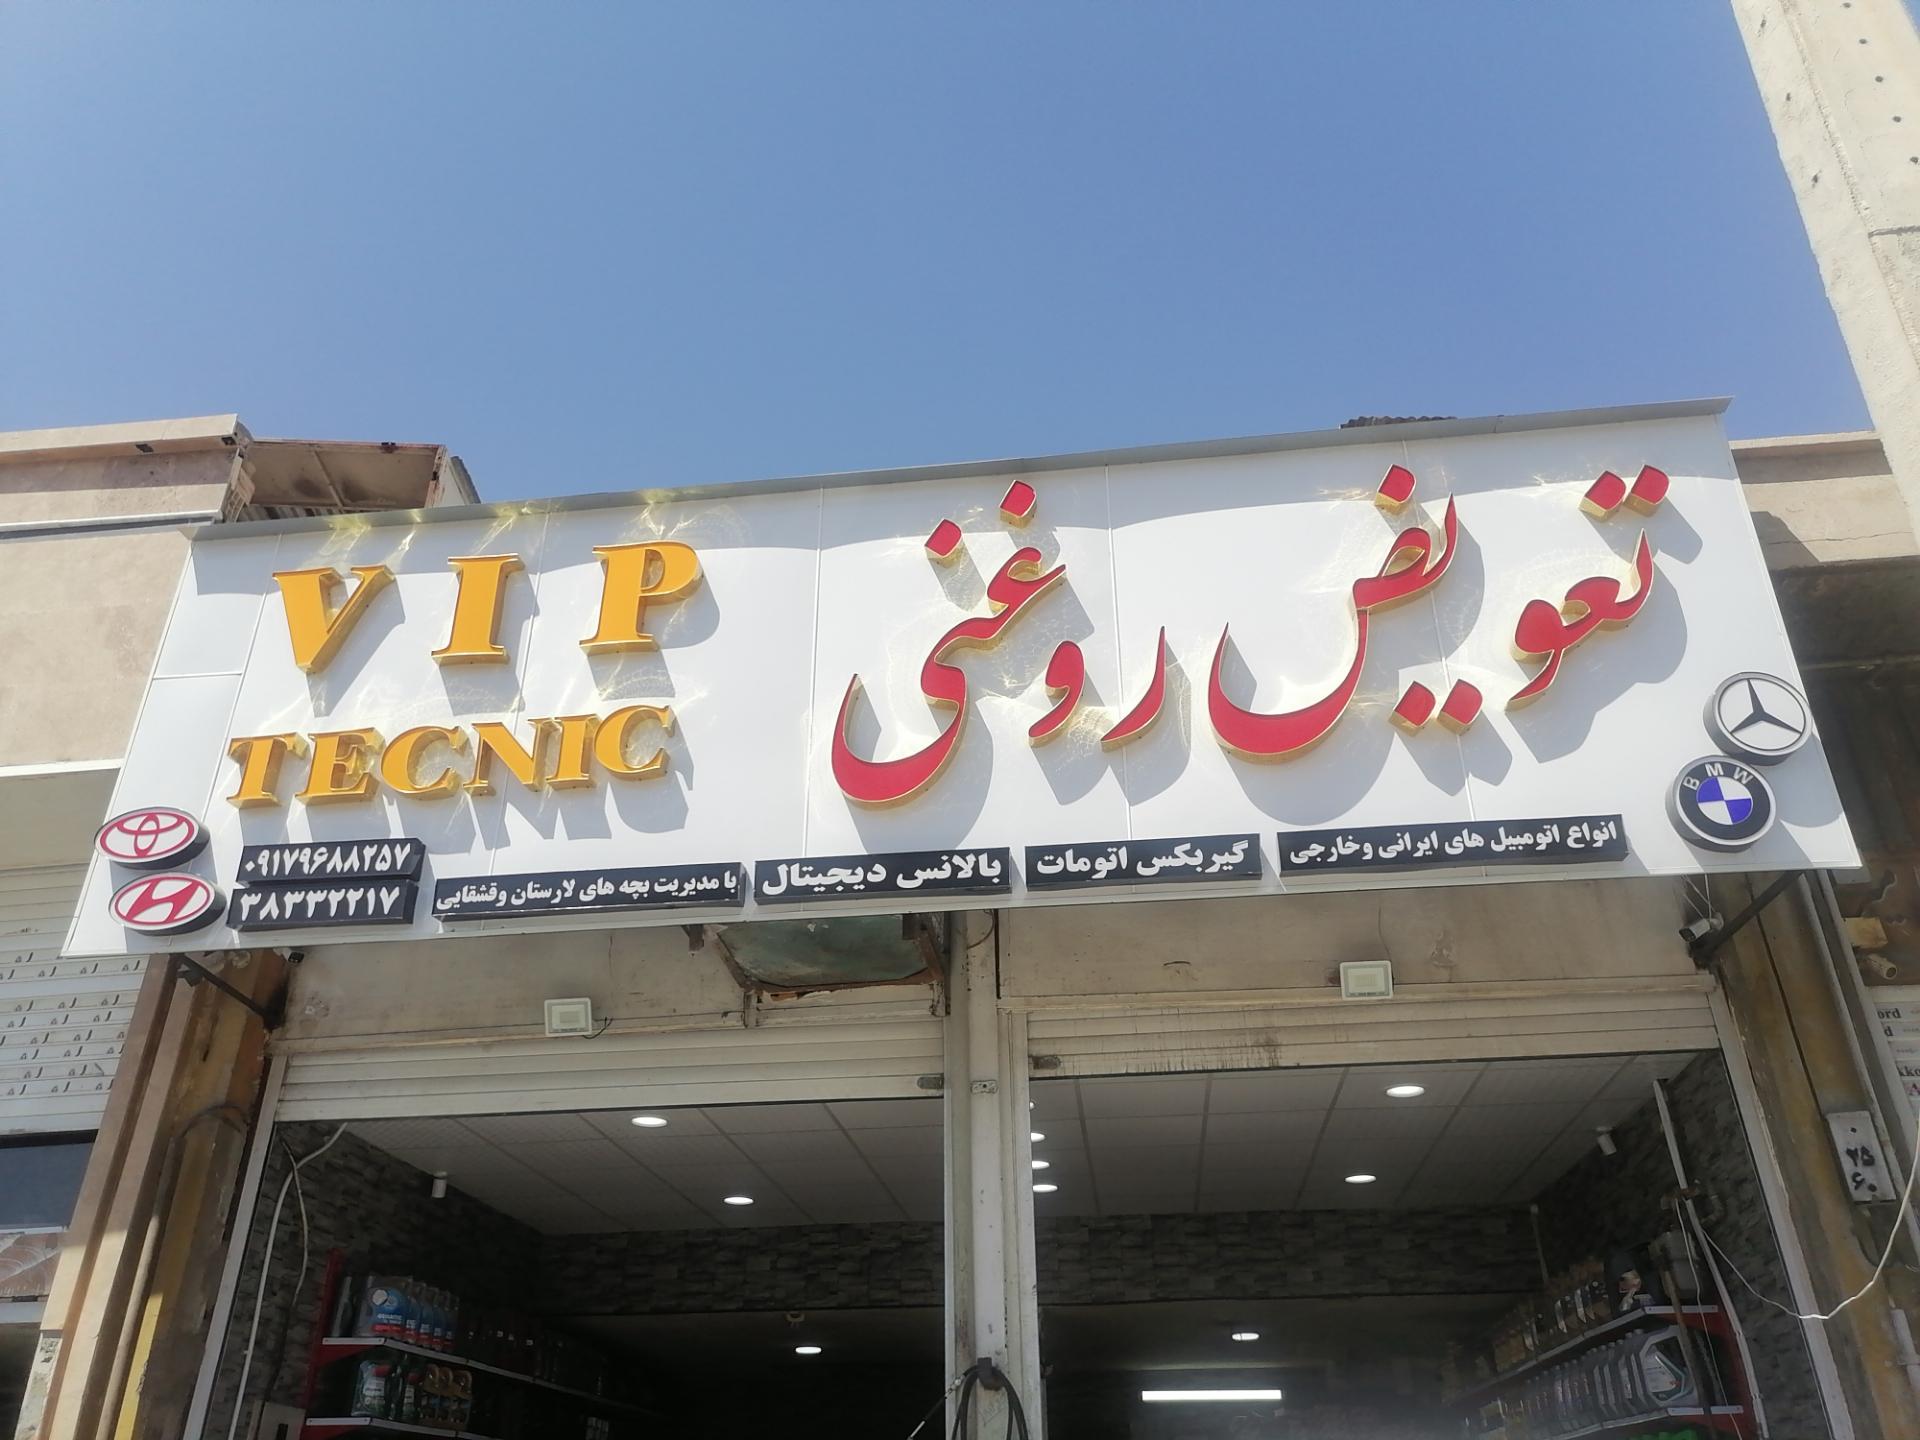 تعویض روغنی
VIP
TECNIC
BMW
انواع اتومبیل های ایرانی وخارجی
گیربکس اتومات
بالانس دیجیتال
با مدیریت بچه های لارستان وقشقایی
۰۹۱۷۹۶۸۸۲۵۷
۳۸۳۳۲۲۱۷